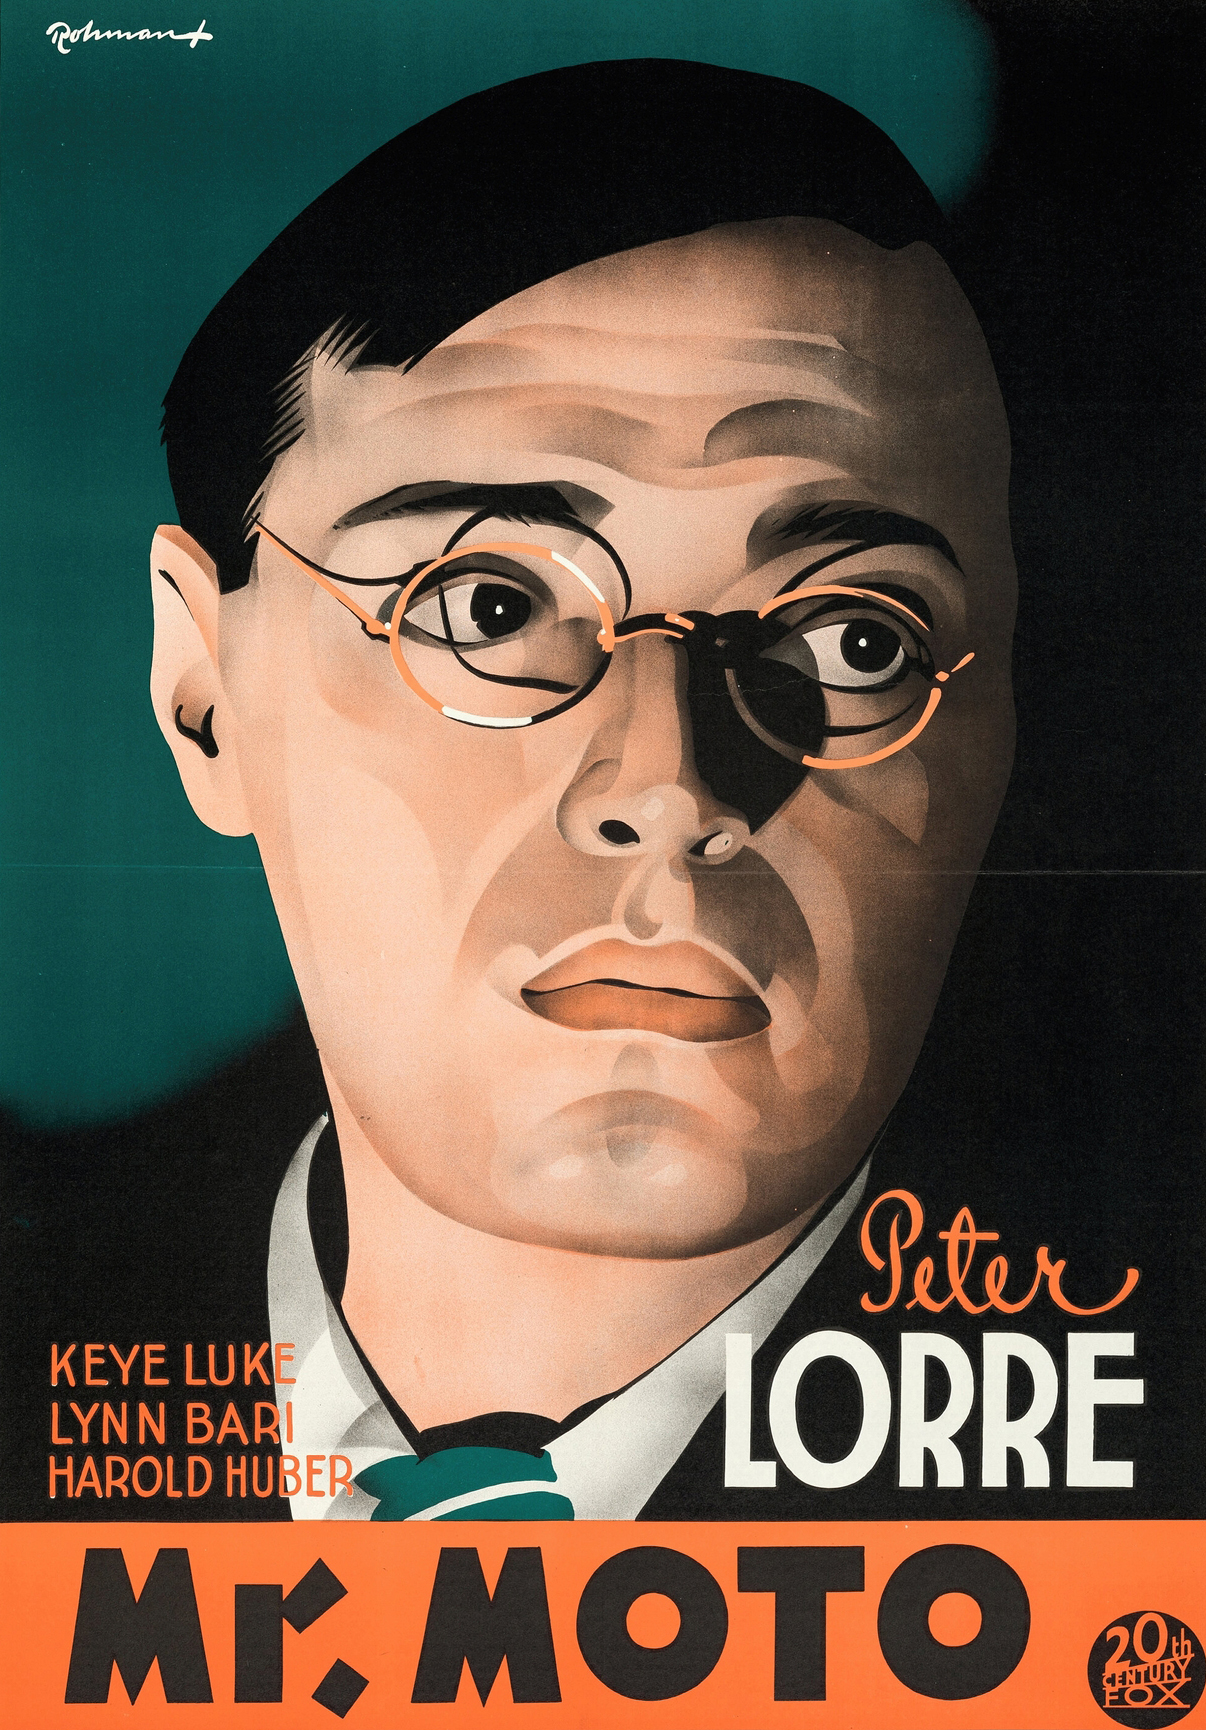 Rohman
Peter
LORRE
KEYE LUKE
LYNN BARI
HAROLD HUBER
Mr. MOTO
20th
CENTURY
FOX